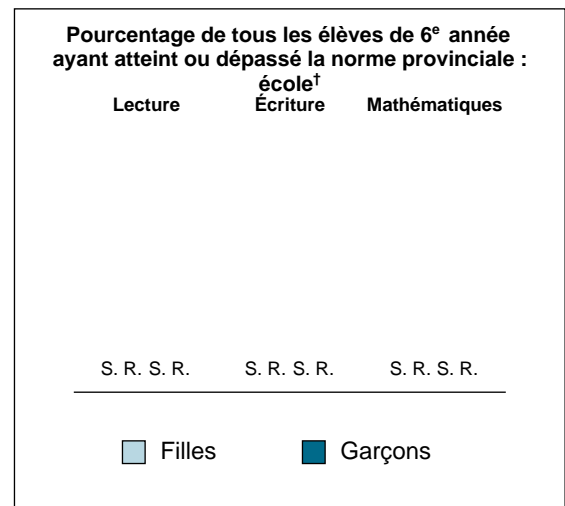 Pourcentage de tous les élèves de 6e année
ayant atteint ou dépassé la norme provinciale :
école†
Lecture Écriture Mathématiques
S. R. S. R. S. R. S. R. S. R. S. R.
Filles Garçons